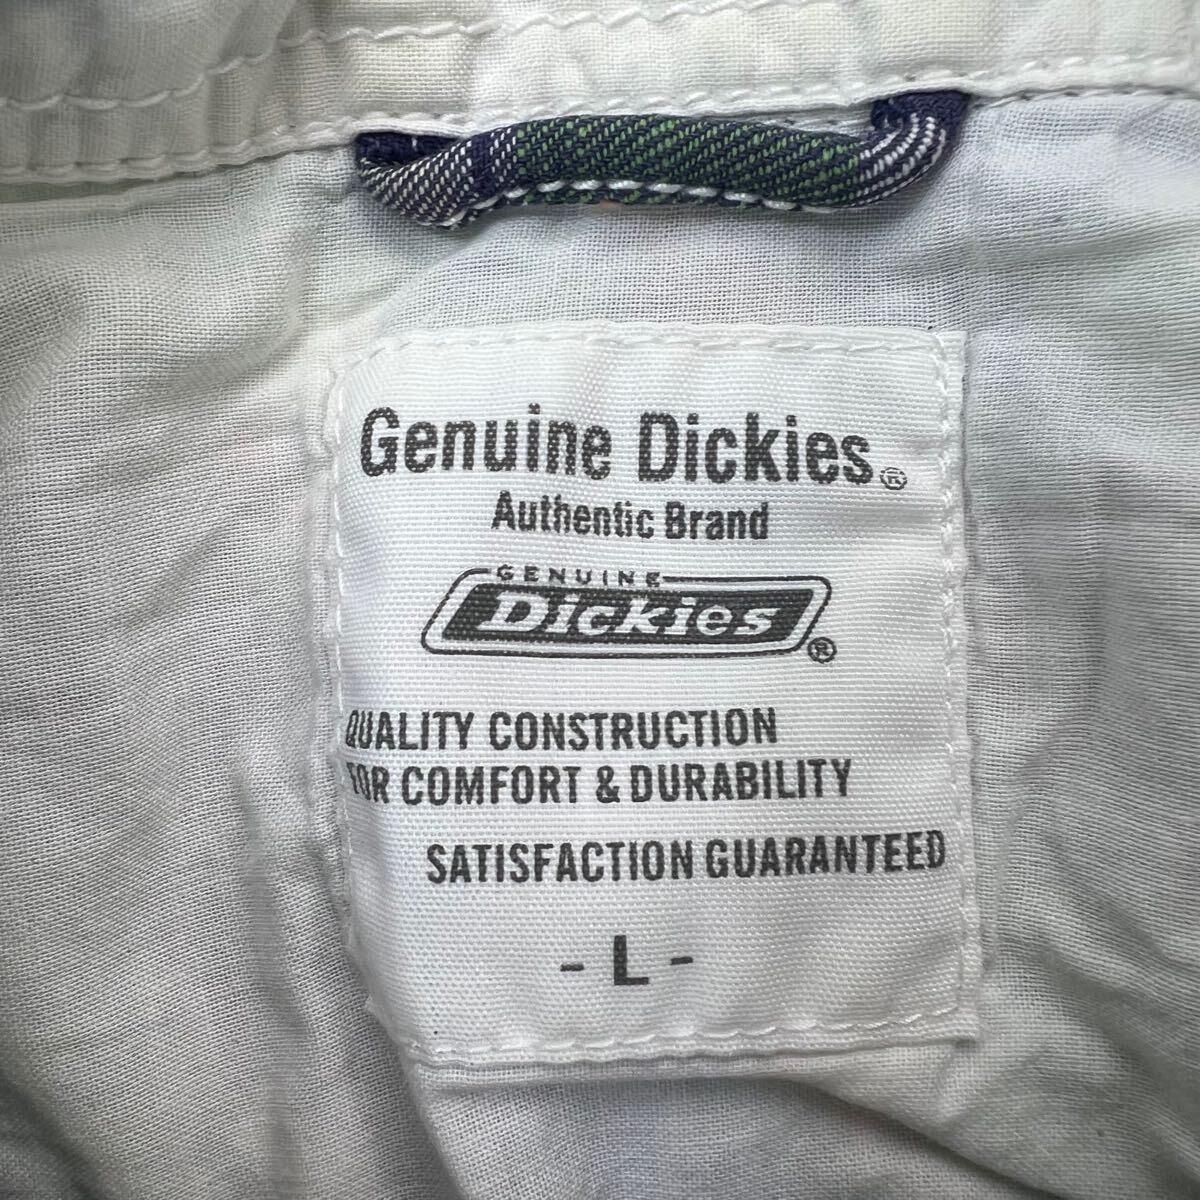 Genuine Dickies®
Authentic Brand
GENUINE
Dickies®
QUALITY CONSTRUCTION
FOR COMFORT & DURABILITY
SATISFACTION GUARANTEED
- L -